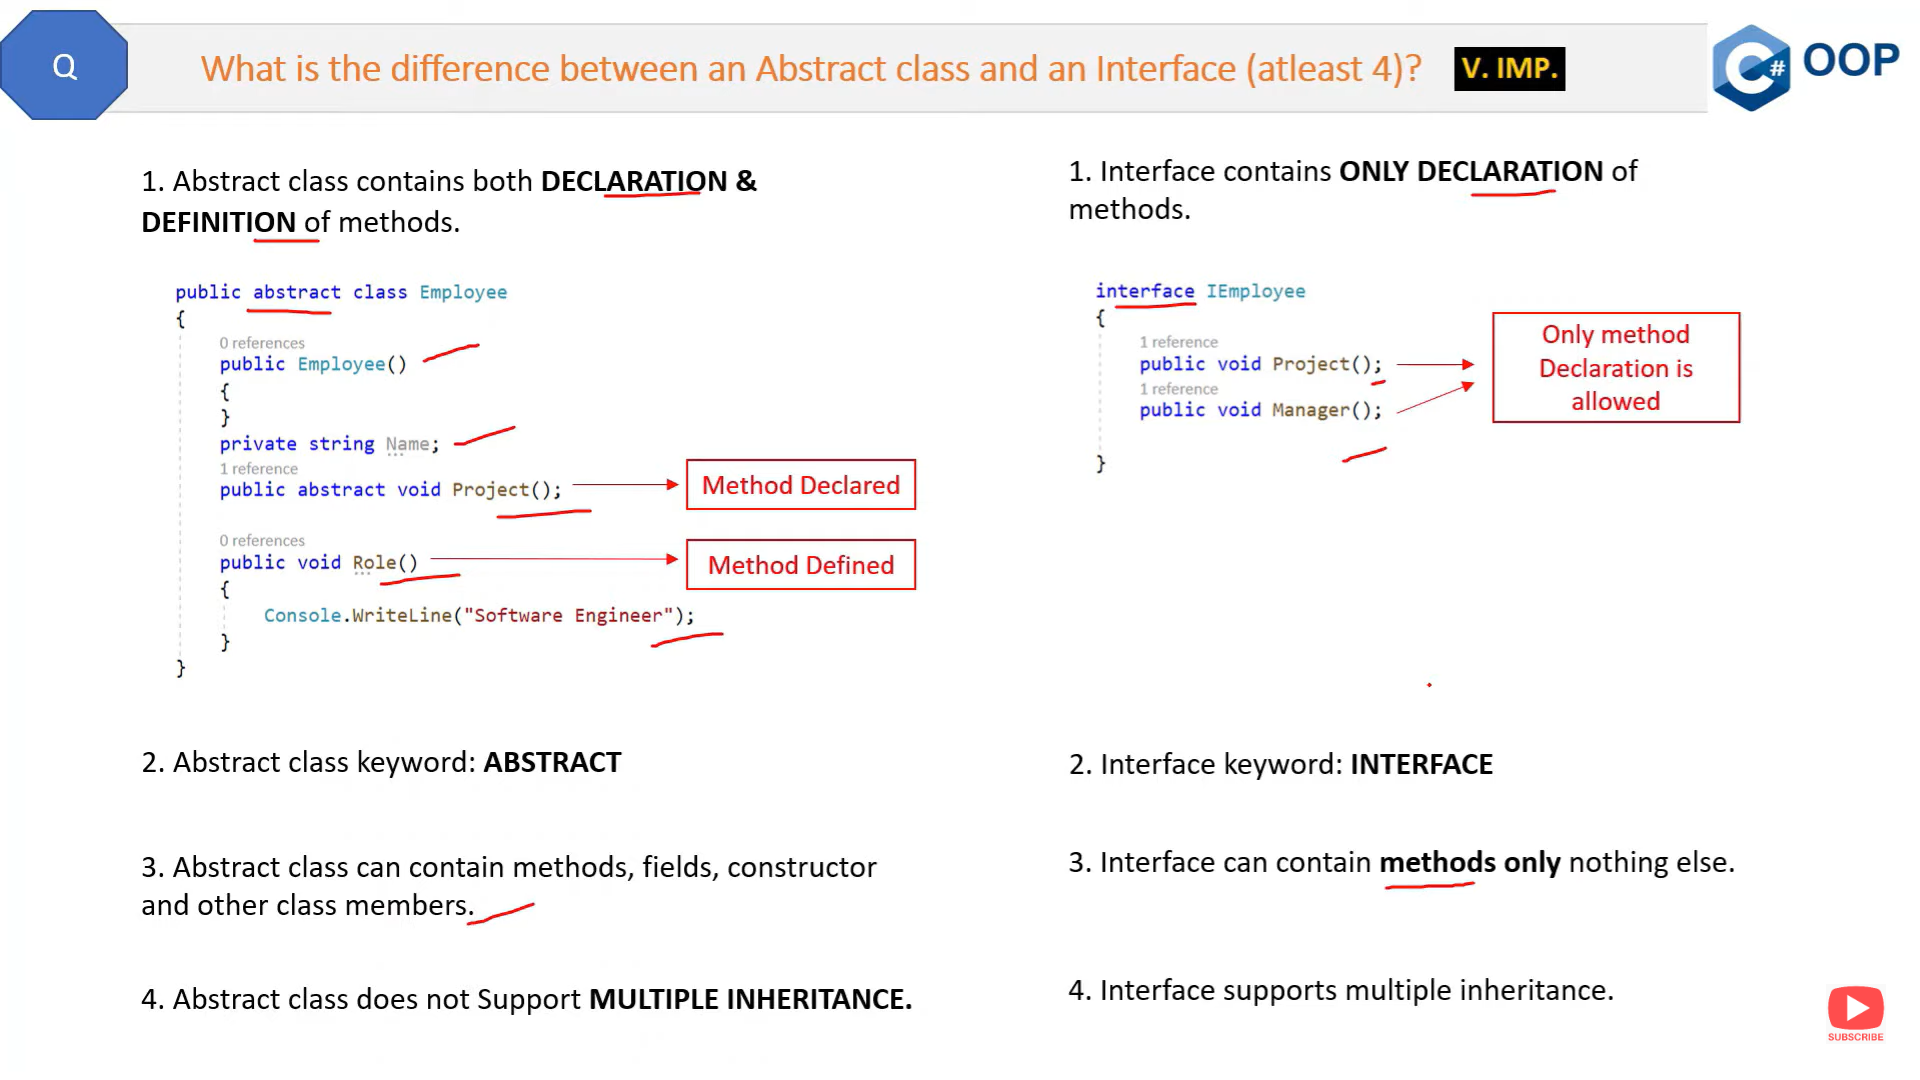 Q
What is the difference between an Abstract class and an Interface (atleast 4)?
V. IMP.
C# OOP
1. Abstract class contains both DECLARATION &
DEFINITION of methods.
public abstract class Employee
{
0 references
public Employee()
{
}
private string Name;
1 reference
public abstract void Project();
Method Declared
0 references
public void Role()
Method Defined
{
Console.WriteLine("Software Engineer");
}
}
2. Abstract class keyword: ABSTRACT
3. Abstract class can contain methods, fields, constructor
and other class members.
4. Abstract class does not Support MULTIPLE INHERITANCE.
1. Interface contains ONLY DECLARATION of
methods.
interface IEmployee
{
1 reference
public void Project();
1 reference
public void Manager();
}
Only method
Declaration is
allowed
2. Interface keyword: INTERFACE
3. Interface can contain methods only nothing else.
4. Interface supports multiple inheritance.
SUBSCRIBE